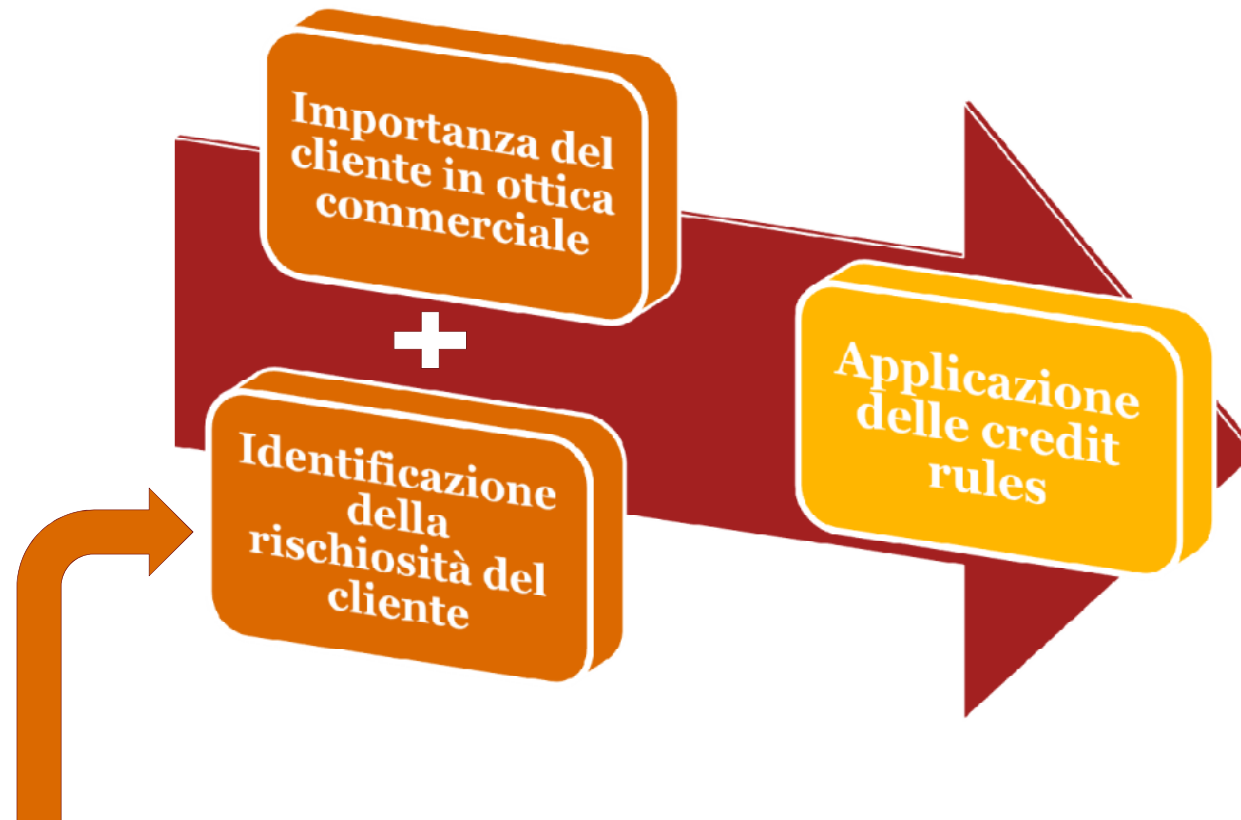 Importanza del
cliente in ottica
commerciale
+
Identificazione
della
rischiosità del
cliente
Applicazione
delle credit
rules